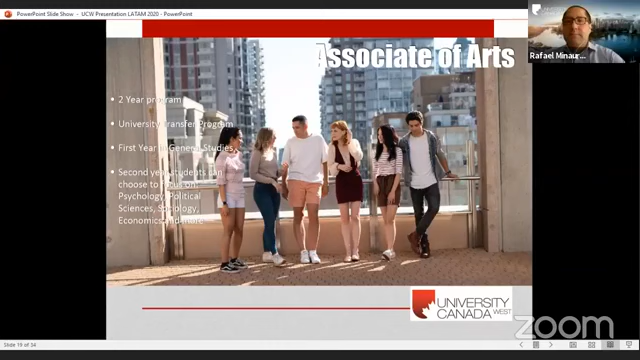 PowerPoint Slide Show - UCW Presentation LATAM 2020 - PowerPoint
Associate of Arts
• 2 Year program
• University Transfer Program
• First Year in General Studies
• Second year students can
choose to focus on
Psychology, Political
Sciences, Sociology,
Economics and more
UNIVERSITY
CANADA WEST
Rafael Minaur...
zoom
Slide 19 of 34